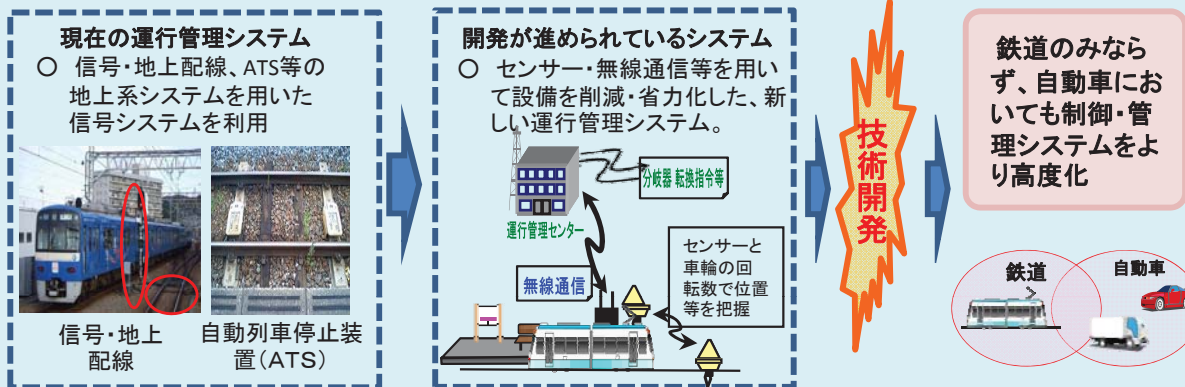 現在の運行管理システム
○ 信号・地上配線、ATS等の
地上系システムを用いた
信号システムを利用
信号・地上
配線
自動列車停止装
置(ATS)
開発が進められているシステム
○ センサー・無線通信等を用い
て設備を削減・省力化した、新
しい運行管理システム。
分岐器 転換指令等
運行管理センター
無線通信
センサーと
車輪の回
転数で位置
等を把握
技術開発
鉄道のみなら
ず、自動車にお
いても制御・管
理システムをよ
り高度化
鉄道
自動車